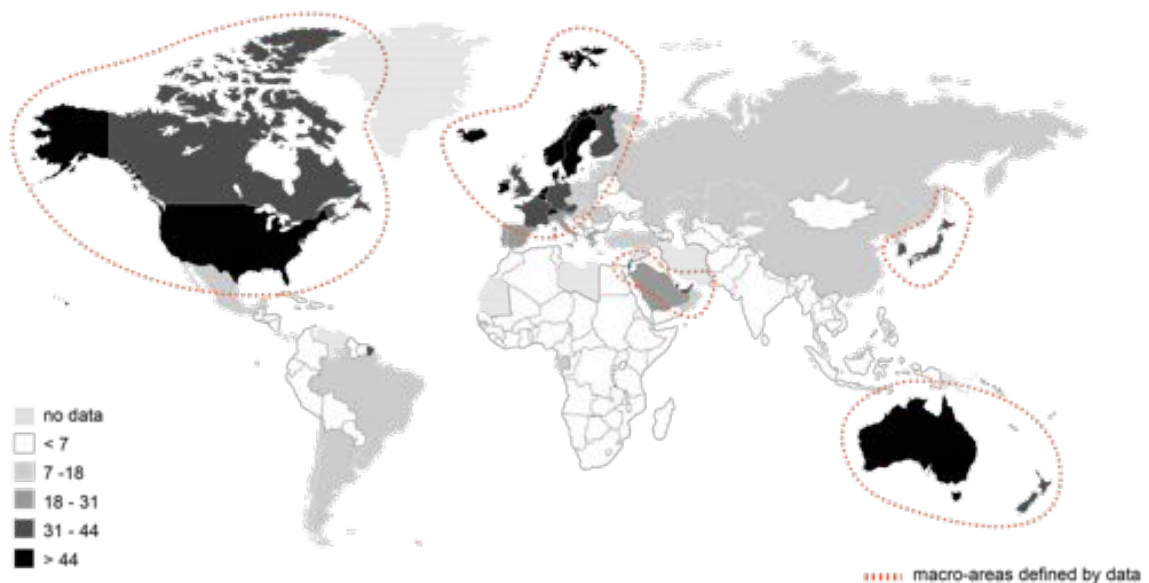 no data
< 7
7 -18
18 - 31
31 - 44
> 44
macro-areas defined by data